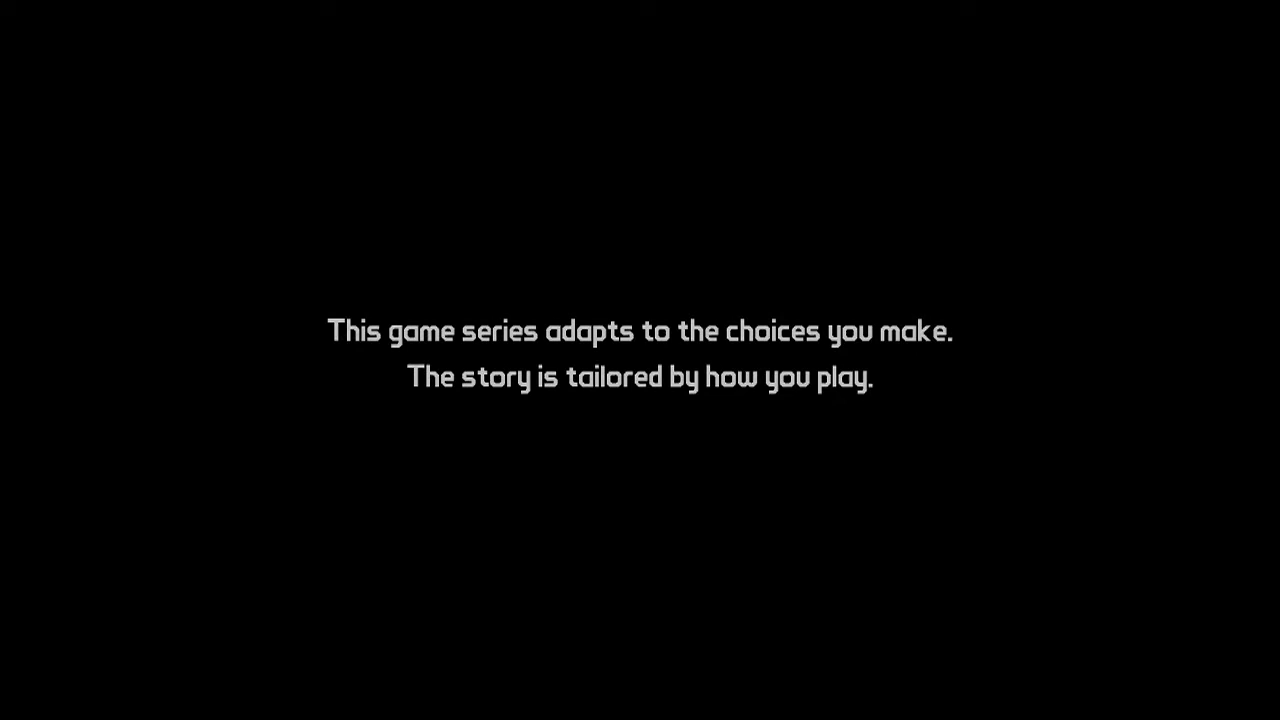 This game series adapts to the choices you make.
The story is tailored by how you play.